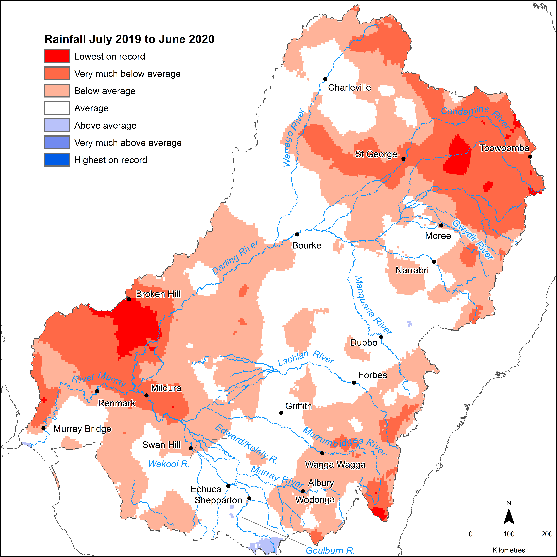 Rainfall July 2019 to June 2020
Lowest on record
Very much below average
Below average
Average
Above average
Very much above average
Highest on record
Charleville
Warrego River
Condamine R.
Toowoomba
St George
Gwydir River
Moree
Bourke
Darling River
Narrabri
Broken Hill
Macquarie River
Dubbo
Lachlan River
Forbes
River Murray
Mildura
Renmark
Griffith
Murray Bridge
Swan Hill
Edward/Kolety R.
Murrumbidgee River
Wakool R.
Wagga Wagga
Murray River
Echuca
Albury
Shepparton
Wodonga
Goulburn R.
N
0 100 200
Kilometres